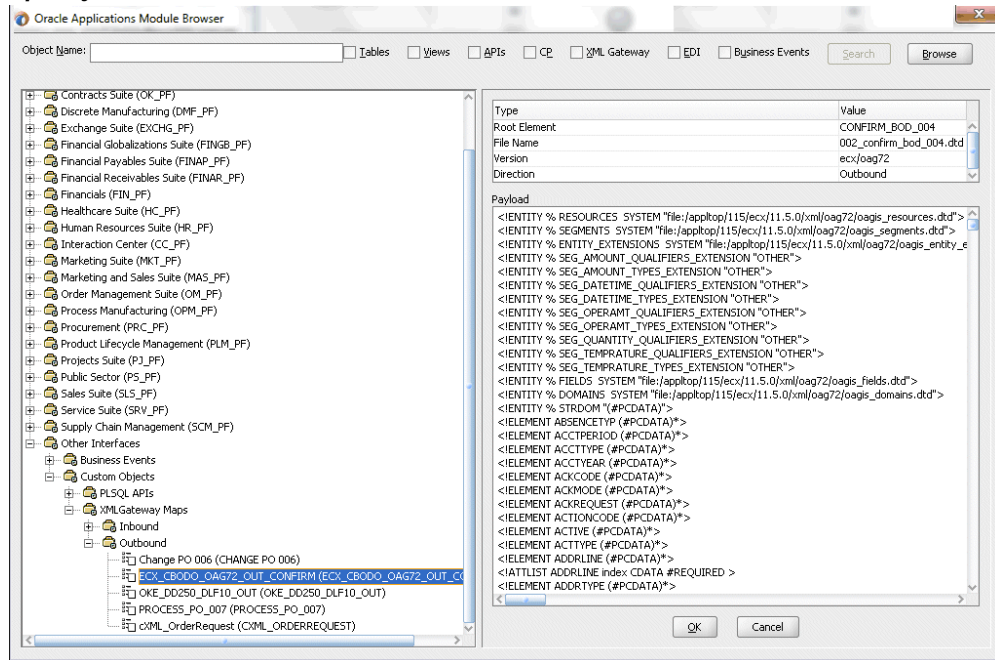 Oracle Applications Module Browser
Object Name: Tables Views APIs CP XML Gateway EDI Business Events Search Browse
Contracts Suite (OK_PF)
Discrete Manufacturing (DMF_PF)
Exchange Suite (EXCHG_PF)
Financial Globalizations Suite (FINGB_PF)
Financial Payables Suite (FINAP_PF)
Financial Receivables Suite (FINAR_PF)
Financials (FIN_PF)
Healthcare Suite (HC_PF)
Human Resources Suite (HR_PF)
Interaction Center (CC_PF)
Marketing Suite (MKT_PF)
Marketing and Sales Suite (MAS_PF)
Order Management Suite (OM_PF)
Process Manufacturing (OPM_PF)
Procurement (PRC_PF)
Product Lifecycle Management (PLM_PF)
Projects Suite (PJ_PF)
Public Sector (PS_PF)
Sales Suite (SLS_PF)
Service Suite (SRV_PF)
Supply Chain Management (SCM_PF)
Other Interfaces
Business Events
Custom Objects
PLSQL APIs
XMLGateway Maps
Inbound
Outbound
Change PO 006 (CHANGE PO 006)
ECX_CBODO_OAG72_OUT_CONFIRM (ECX_CBODO_OAG72_OUT_CO
OKE_DD250_DLF10_OUT (OKE_DD250_DLF10_OUT)
PROCESS_PO_007 (PROCESS_PO_007)
cXML_OrderRequest (CXML_ORDERREQUEST)
Type Value
Root Element CONFIRM_BOD_004
File Name 002_confirm_bod_004.dtd
Version ecx/oag72
Direction Outbound
Payload
<!ENTITY % RESOURCES SYSTEM "file:/appltop/115/ecx/11.5.0/xml/oag72/oagis_resources.dtd">
<!ENTITY % SEGMENTS SYSTEM "file:/appltop/115/ecx/11.5.0/xml/oag72/oagis_segments.dtd">
<!ENTITY % ENTITY_EXTENSIONS SYSTEM "file:/appltop/115/ecx/11.5.0/xml/oag72/oagis_entity_e
<!ENTITY % SEG_AMOUNT_QUALIFIERS_EXTENSION "OTHER">
<!ENTITY % SEG_AMOUNT_TYPES_EXTENSION "OTHER">
<!ENTITY % SEG_DATETIME_QUALIFIERS_EXTENSION "OTHER">
<!ENTITY % SEG_DATETIME_TYPES_EXTENSION "OTHER">
<!ENTITY % SEG_OPERAMT_QUALIFIERS_EXTENSION "OTHER">
<!ENTITY % SEG_OPERAMT_TYPES_EXTENSION "OTHER">
<!ENTITY % SEG_QUANTITY_QUALIFIERS_EXTENSION "OTHER">
<!ENTITY % SEG_TEMPRATURE_QUALIFIERS_EXTENSION "OTHER">
<!ENTITY % SEG_TEMPRATURE_TYPES_EXTENSION "OTHER">
<!ENTITY % FIELDS SYSTEM "file:/appltop/115/ecx/11.5.0/xml/oag72/oagis_fields.dtd">
<!ENTITY % DOMAINS SYSTEM "file:/appltop/115/ecx/11.5.0/xml/oag72/oagis_domains.dtd">
<!ENTITY % STRDOM "(#PCDATA)">
<!ELEMENT ABSENCETYP (#PCDATA)*>
<!ELEMENT ACCTPERIOD (#PCDATA)*>
<!ELEMENT ACCTTYPE (#PCDATA)*>
<!ELEMENT ACCTYEAR (#PCDATA)*>
<!ELEMENT ACKCODE (#PCDATA)*>
<!ELEMENT ACKMODE (#PCDATA)*>
<!ELEMENT ACKREQUEST (#PCDATA)*>
<!ELEMENT ACTIONCODE (#PCDATA)*>
<!ELEMENT ACTIVE (#PCDATA)*>
<!ELEMENT ACTTYPE (#PCDATA)*>
<!ELEMENT ADDRLINE (#PCDATA)*>
<!ATTLIST ADDRLINE index CDATA #REQUIRED >
<!ELEMENT ADDRTYPE (#PCDATA)*>
OK Cancel